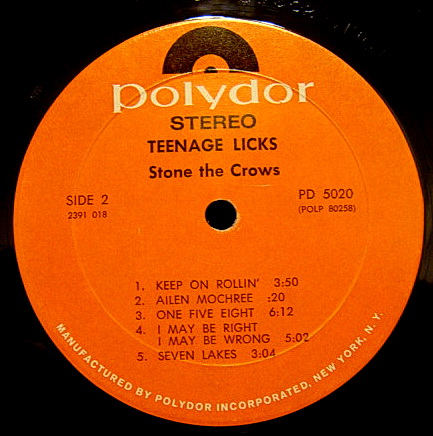 polydor
STEREO
TEENAGE LICKS
Stone the Crows
SIDE 2
2391 018
PD 5020
(POLP 8025B)
1. KEEP ON ROLLIN' 3:50
2. AILEN MOCHREE :20
3. ONE FIVE EIGHT 6:12
4. I MAY BE RIGHT
I MAY BE WRONG 5:02
5. SEVEN LAKES 3:04
MANUFACTURED BY POLYDOR INCORPORATED, NEW YORK, N. Y.